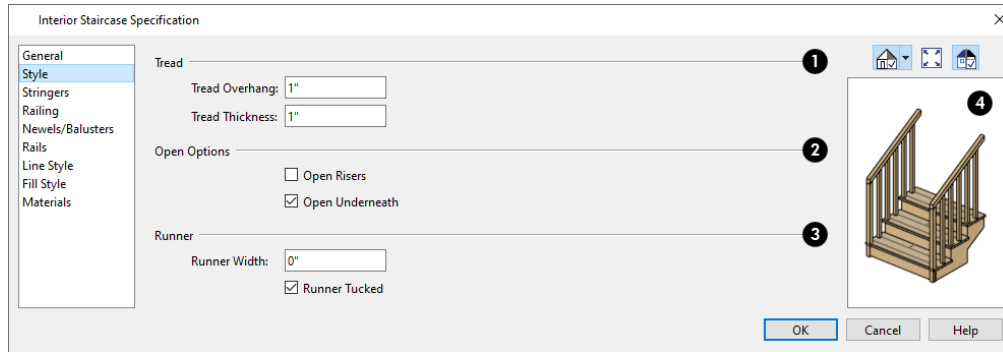 Interior Staircase Specification
General
Style
Stringers
Railing
Newels/Balusters
Rails
Line Style
Fill Style
Materials
Tread
1
Tread Overhang: 1"
Tread Thickness: 1"
Open Options
2
Open Risers
Open Underneath
Runner
3
Runner Width: 0"
Runner Tucked
4
OK
Cancel
Help